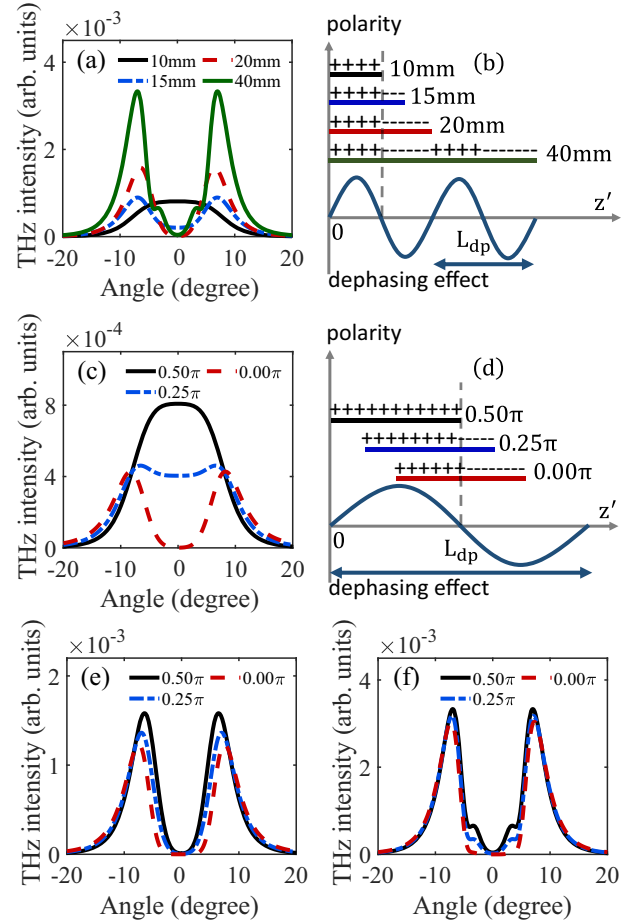 ×10⁻³
(a)
10mm 20mm
15mm 40mm
THz intensity (arb. units)
4
2
0
-20 -10 0 10 20
Angle (degree)
polarity
(b)
++++ 10mm
++++---- 15mm
++++-------- 20mm
++++--------++++-------- 40mm
z′
0
L_dp
dephasing effect
×10⁻⁴
(c)
0.50π 0.00π
0.25π
THz intensity (arb. units)
8
4
0
-20 -10 0 10 20
Angle (degree)
polarity
(d)
+++++++++++ 0.50π
++++++++---- 0.25π
++++++------ 0.00π
z′
0
L_dp
dephasing effect
×10⁻³
(e)
0.50π 0.00π
0.25π
THz intensity (arb. units)
1
0
-20 -10 0 10 20
Angle (degree)
×10⁻³
(f)
0.50π 0.00π
0.25π
THz intensity (arb. units)
4
2
0
-20 -10 0 10 20
Angle (degree)